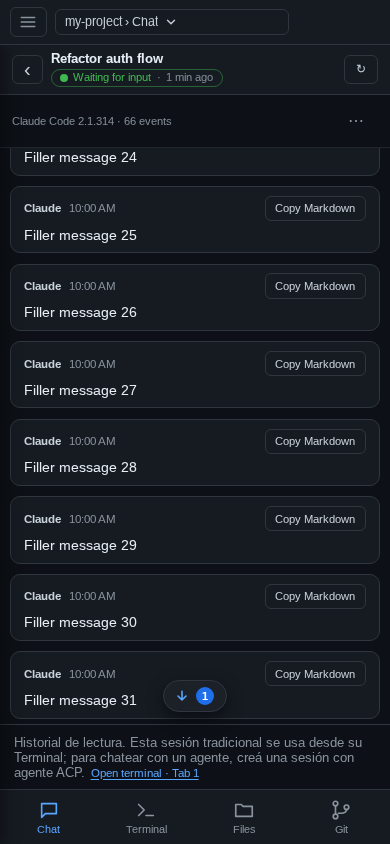 my-project › Chat
Refactor auth flow
Waiting for input · 1 min ago
Claude Code 2.1.314 · 66 events
Filler message 24
Claude 10:00 AM Copy Markdown
Filler message 25
Claude 10:00 AM Copy Markdown
Filler message 26
Claude 10:00 AM Copy Markdown
Filler message 27
Claude 10:00 AM Copy Markdown
Filler message 28
Claude 10:00 AM Copy Markdown
Filler message 29
Claude 10:00 AM Copy Markdown
Filler message 30
Claude 10:00 AM Copy Markdown
Filler message 31
1
Historial de lectura. Esta sesión tradicional se usa desde su
Terminal; para chatear con un agente, creá una sesión con
agente ACP. Open terminal · Tab 1
Chat Terminal Files Git